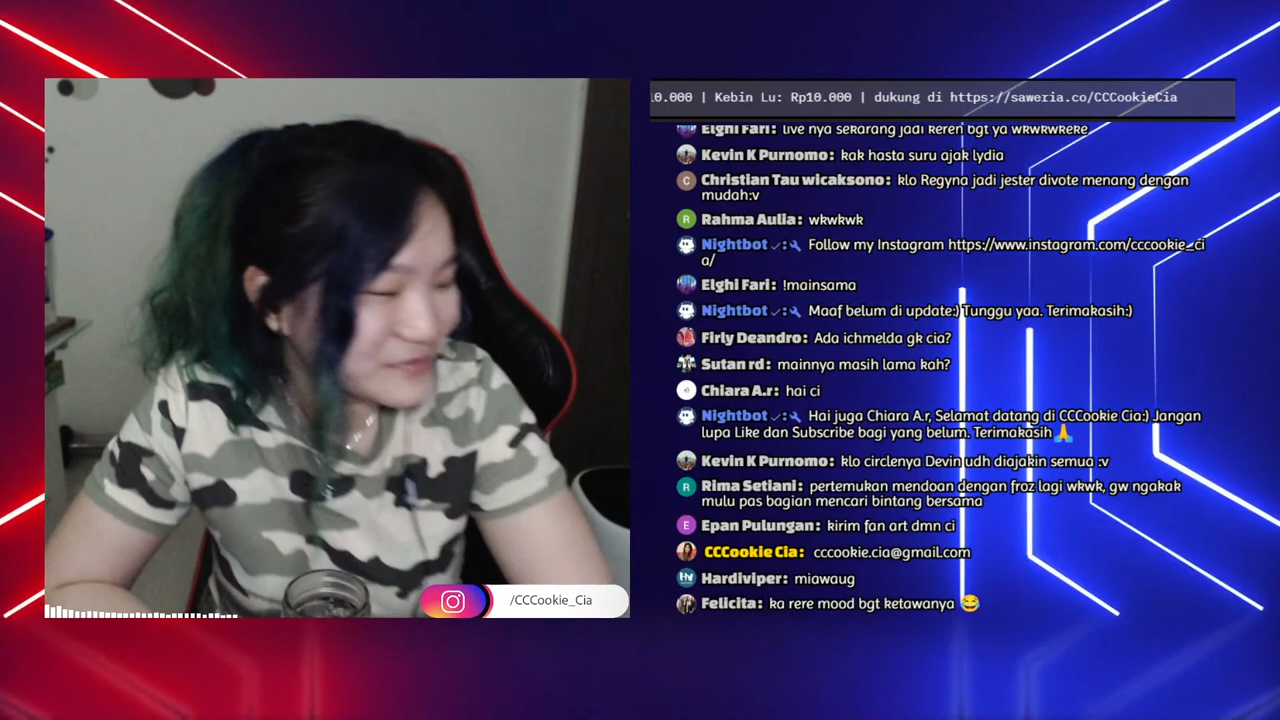 .0.000 | Kebin Lu: Rp10.000 | dukung di https://saweria.co/CCCookieCia
Elghi Fari: live nya sekarang jadi keren bgt ya wkwkwkeke
Kevin K Purnomo: kak hasta suru ajak lydia
C Christian Tau wicaksono: klo Regyna jadi jester divote menang dengan
mudah:v
R Rahma Aulia: wkwkwk
Nightbot: Follow my Instagram https://www.instagram.com/cccookie_ci
a/
Elghi Fari: !mainsama
Nightbot: Maaf belum di update:) Tunggu yaa. Terimakasih:)
Firly Deandro: Ada ichmelda gk cia?
Sutan rd: mainnya masih lama kah?
Chiara A.r: hai ci
Nightbot: Hai juga Chiara A.r, Selamat datang di CCCookie Cia:) Jangan
lupa Like dan Subscribe bagi yang belum. Terimakasih 🙏
Kevin K Purnomo: klo circlenya Devin udh diajakin semua :v
R Rima Setiani: pertemukan mendoan dengan froz lagi wkwk, gw ngakak
mulu pas bagian mencari bintang bersama
E Epan Pulungan: kirim fan art dmn ci
CCCookie Cia: cccookie.cia@gmail.com
Hardiviper: miawaug
Felicita: ka rere mood bgt ketawanya 😂
/CCCookie_Cia